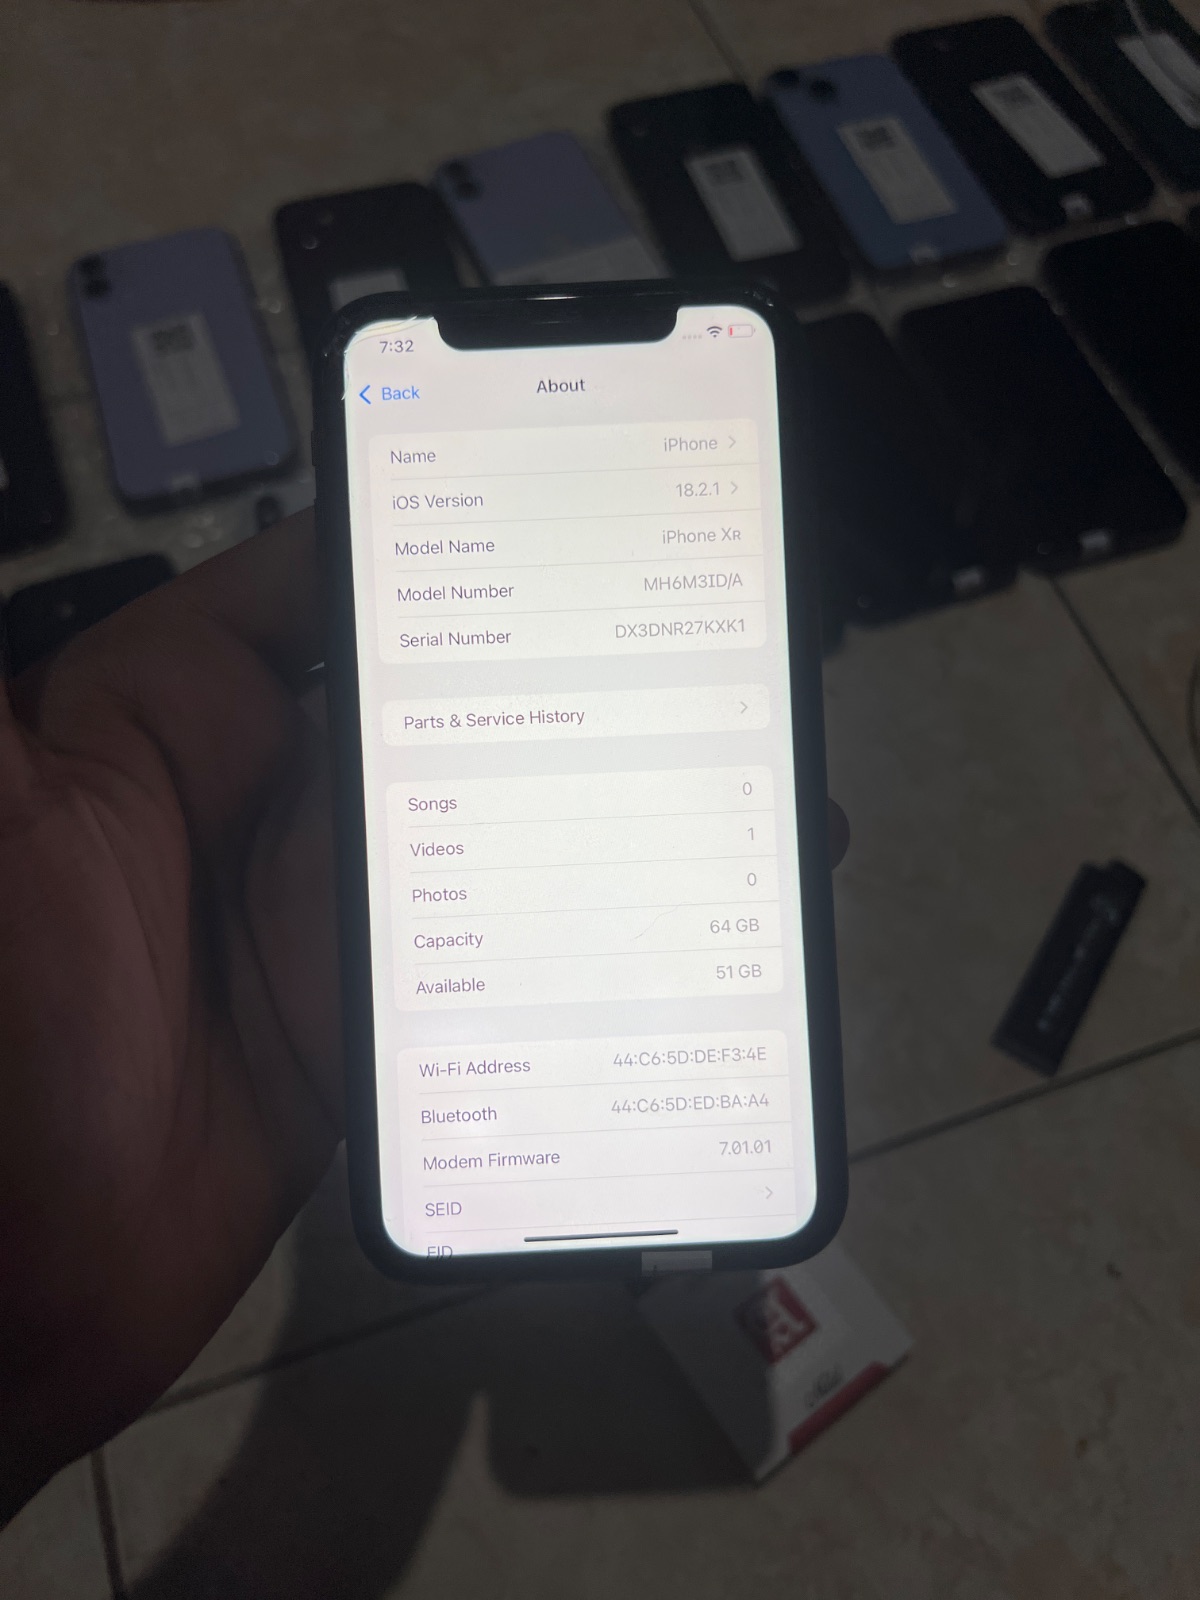 7:32
Back
About
Name iPhone
iOS Version 18.2.1
Model Name iPhone XR
Model Number MH6M3ID/A
Serial Number DX3DNR27KXK1
Parts & Service History
Songs 0
Videos 1
Photos 0
Capacity 64 GB
Available 51 GB
Wi-Fi Address 44:C6:5D:DE:F3:4E
Bluetooth 44:C6:5D:ED:BA:A4
Modem Firmware 7.01.01
SEID
EID